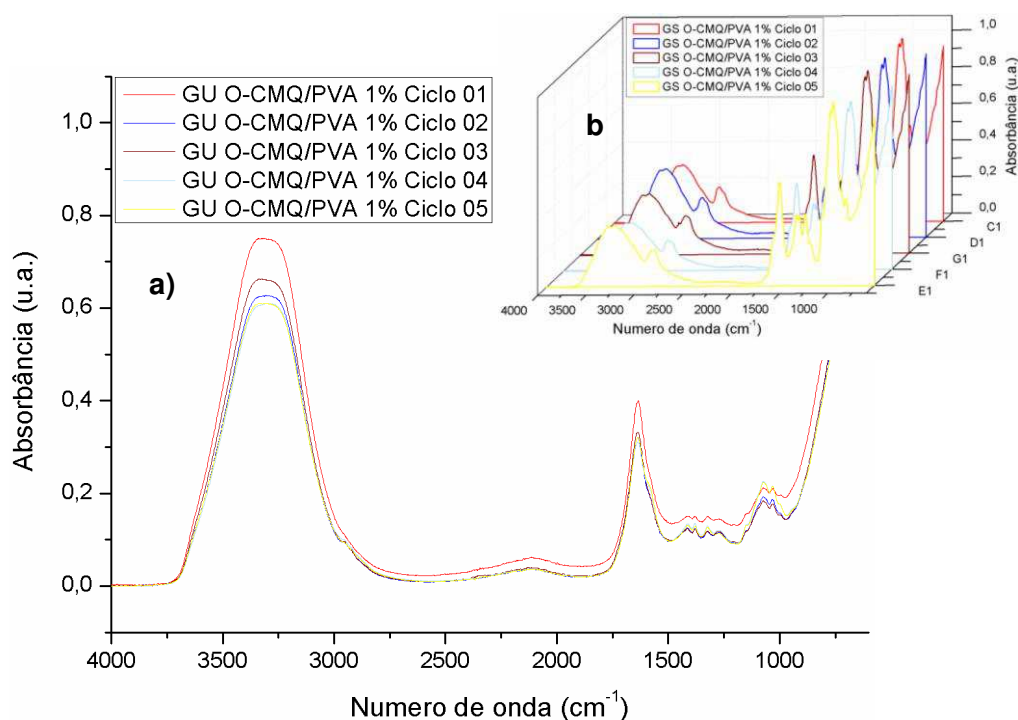 GU O-CMQ/PVA 1% Ciclo 01
GU O-CMQ/PVA 1% Ciclo 02
GU O-CMQ/PVA 1% Ciclo 03
GU O-CMQ/PVA 1% Ciclo 04
GU O-CMQ/PVA 1% Ciclo 05
a)
Absorbância (u.a.)
1,0
0,8
0,6
0,4
0,2
0,0
4000 3500 3000 2500 2000 1500 1000
Numero de onda (cm⁻¹)
GS O-CMQ/PVA 1% Ciclo 01
GS O-CMQ/PVA 1% Ciclo 02
GS O-CMQ/PVA 1% Ciclo 03
GS O-CMQ/PVA 1% Ciclo 04
GS O-CMQ/PVA 1% Ciclo 05
b
1,0
0,8
0,6
0,4
0,2
0,0
Absorbância (u.a.)
C1
D1
G1
F1
E1
4000 3500 3000 2500 2000 1500 1000
Numero de onda (cm⁻¹)